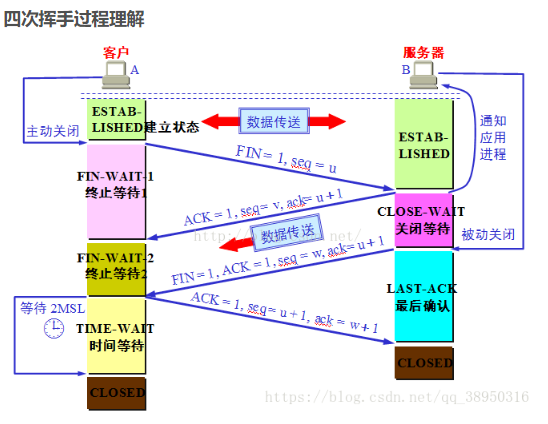 四次挥手过程理解
客户
服务器
A
B
主动关闭
ESTAB-
LISHED
建立状态
数据传送
ESTAB-
LISHED
通知
应用
进程
FIN = 1, seq = u
FIN-WAIT-1
终止等待1
ACK = 1, seq = v, ack = u + 1
CLOSE-WAIT
关闭等待
http://
net/
数据传送
被动关闭
FIN-WAIT-2
终止等待2
FIN = 1, ACK = 1, seq = w, ack = u + 1
LAST-ACK
最后确认
等待 2MSL
ACK = 1, seq = u + 1, ack = w + 1
TIME-WAIT
时间等待
CLOSED
CLOSED
https://blog.csdn.net/qq_38950316